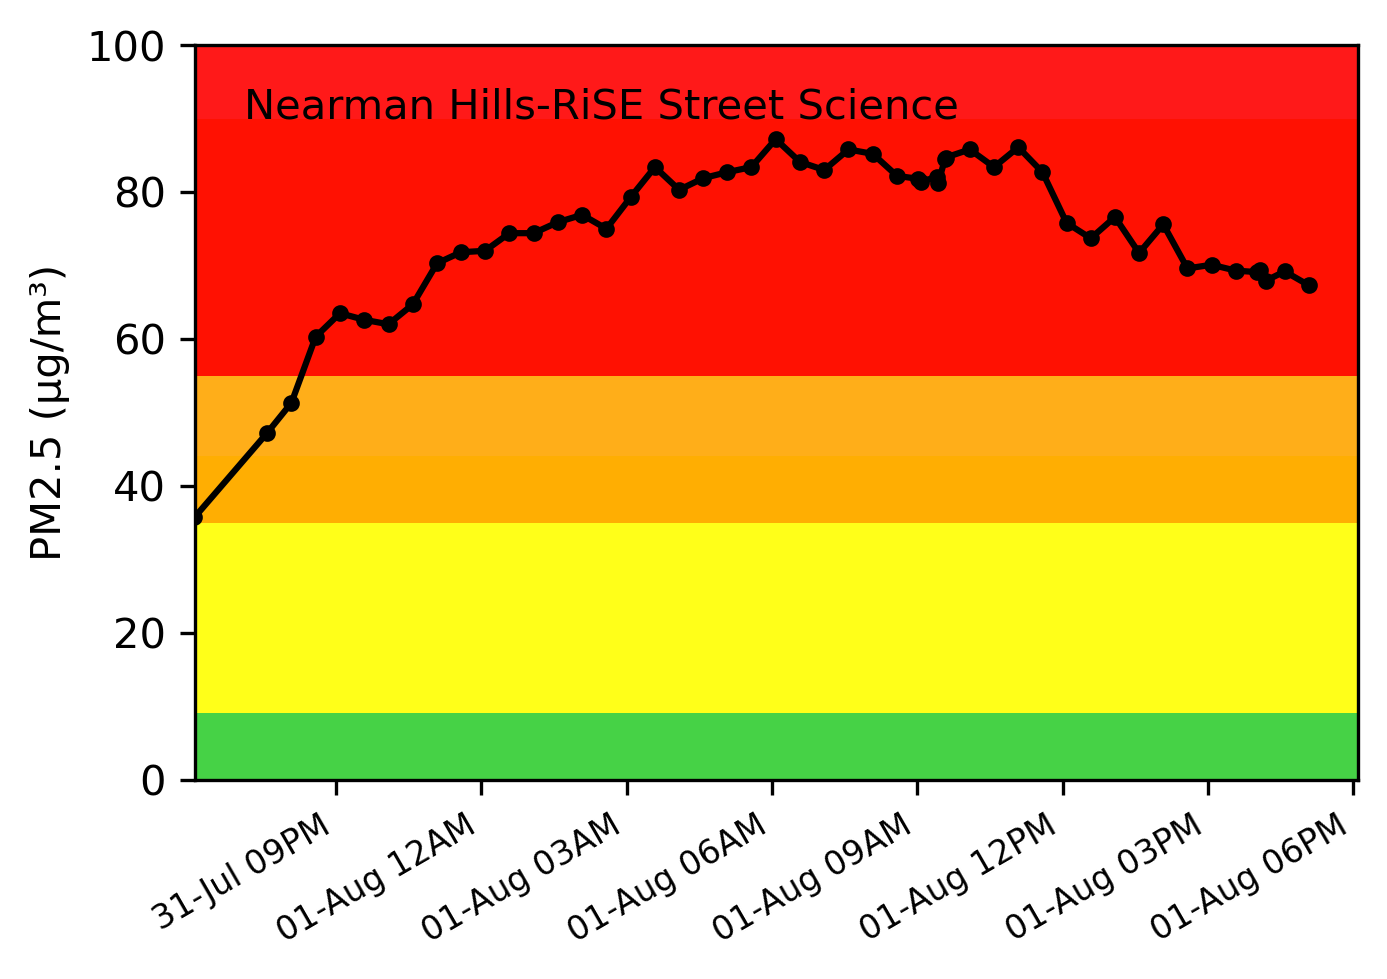 100
Nearman Hills-RiSE Street Science
80
60
40
20
0
PM2.5 (µg/m³)
31-Jul 09PM
01-Aug 12AM
01-Aug 03AM
01-Aug 06AM
01-Aug 09AM
01-Aug 12PM
01-Aug 03PM
01-Aug 06PM